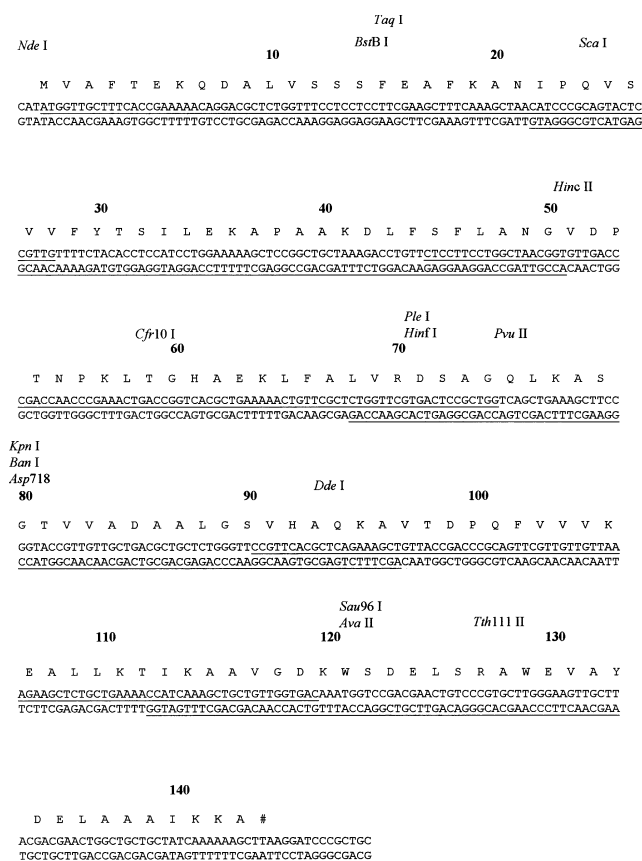 Taq I
Nde I BstB I Sca I
10 20
M V A F T E K Q D A L V S S S F E A F K A N I P Q V S
CATATGGTTGCTTTCACCGAAAAACAGGACGCTCTGGTTTCCTCCTCCTTCGAAGCTTTCAAAGCTAACATCCCGCAGTACTC
GTATACCAACGAAAGTGGCTTTTTGTCCTGCGAGACCAAAGGAGGAGGAAGCTTCGAAAGTTTCGATTGTAGGGCGTCATGAG
Hinc II
30 40 50
V V F Y T S I L E K A P A A K D L F S F L A N G V D P
CGTTGTTTTCTACACCTCCATCCTGGAAAAAGCTCCGGCTGCTAAAGACCTGTTCTCCTTCCTGGCTAACGGTGTTGACC
GCAACAAAAGATGTGGAGGTAGGACCTTTTTCGAGGCCGACGATTTCTGGACAAGAGGAAGGACCGATTGCCACAACTGG
Ple I
Cfr10 I Hinf I Pvu II
60 70
T N P K L T G H A E K L F A L V R D S A G Q L K A S
CGACCAACCCGAAACTGACCGGTCACGCTGAAAAACTGTTCGCTCTGGTTCGTGACTCCGCTGGTCAGCTGAAAGCTTCC
GCTGGTTGGGCTTTGACTGGCCAGTGCGACTTTTTGACAAGCGAGACCAAGCACTGAGGCGACCAGTCGACTTTCGAAGG
Kpn I
Ban I
Asp718 Dde I
80 90 100
G T V V A D A A L G S V H A Q K A V T D P Q F V V V K
GGTACCGTTGTTGCTGACGCTGCTCTGGGTTCCGTTCACGCTCAGAAAGCTGTTACCGACCCGCAGTTCGTTGTTGTTAA
CCATGGCAACAACGACTGCGACGAGACCCAAGGCAAGTGCGAGTCTTTCGACAATGGCTGGGCGTCAAGCAACAACAATT
Sau96 I
Ava II Tth111 II
110 120 130
E A L L K T I K A A V G D K W S D E L S R A W E V A Y
AGAAGCTCTGCTGAAAACCATCAAAGCTGCTGTTGGTGACAAATGGTCCGACGAACTGTCCCGTGCTTGGGAAGTTGCTT
TCTTCGAGACGACTTTTGGTAGTTTCGACGACAACCACTGTTTACCAGGCTGCTTGACAGGGCACGAACCCTTCAACGAA
140
D E L A A A I K K A #
ACGACGAACTGGCTGCTGCTATCAAAAAAGCTTAAGGATCCCGCTGC
TGCTGCTTGACCGACGACGATAGTTTTTTCGAATTCCTAGGGCGACG